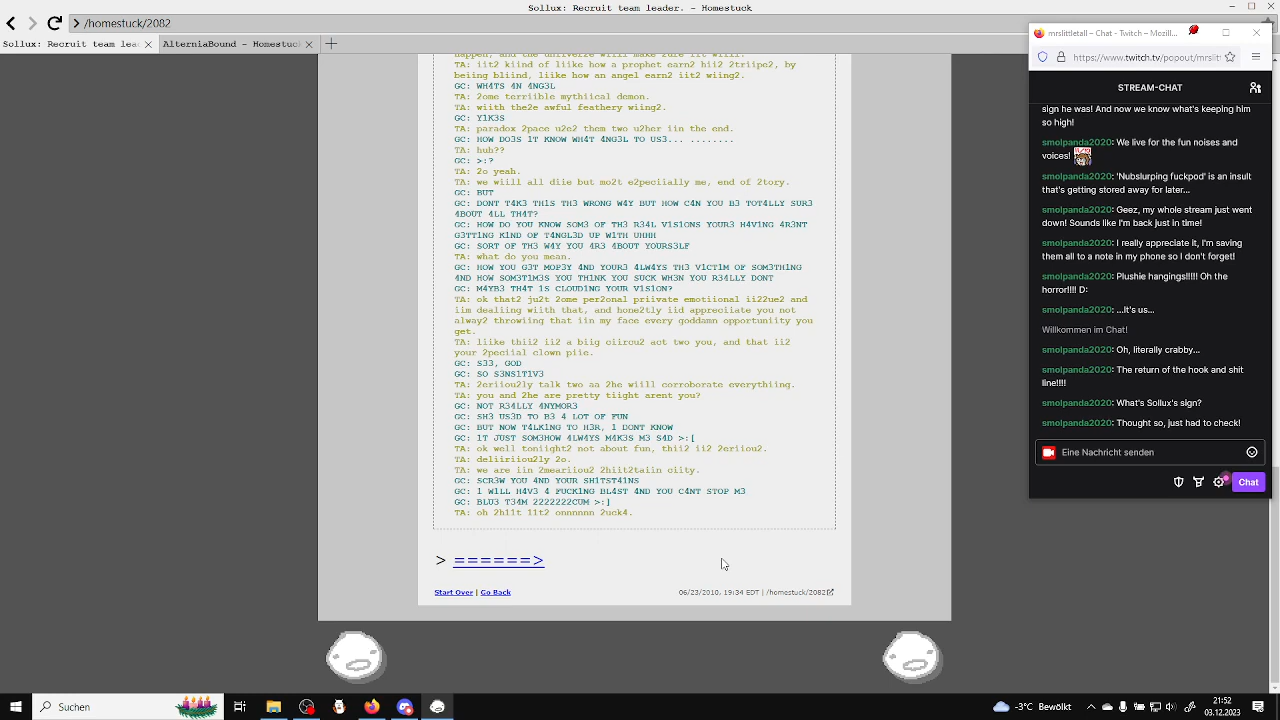 Sollux: Recruit team leader. – Homestuck
/homestuck/2082
Sollux: Recruit team lea
AlterniaBound - Homestuck
happen, and the uniiver2e wiill make 2ure iit wiill.
TA: iit2 kiind of liike how a prophet earn2 hii2 2triipe2, by
beiing bliind, liike how an angel earn2 iit2 wiing2.
GC: WH4TS 4N 4NG3L
TA: 2ome terriible mythiical demon.
TA: wiith the2e awful feathery wiing2.
GC: Y1K3S
TA: paradox 2pace u2e2 them two u2her iin the end.
GC: HOW DO3S 1T KNOW WH4T 4NG3L TO US3... ........
TA: huh??
GC: >:?
TA: 2o yeah.
TA: we wiill all diie but mo2t e2peciially me, end of 2tory.
GC: BUT
GC: DONT T4K3 TH1S TH3 WRONG W4Y BUT HOW C4N YOU B3 TOT4LLY SUR3
4BOUT 4LL TH4T?
GC: HOW DO YOU KNOW SOM3 OF TH3 R34L V1S1ONS YOUR3 H4V1NG 4R3NT
G3TT1NG K1ND OF T4NGL3D UP W1TH UHHH
GC: SORT OF TH3 W4Y YOU 4R3 4BOUT YOURS3LF
TA: what do you mean.
GC: HOW YOU G3T MOP3Y 4ND YOUR3 4LW4YS TH3 V1CT1M OF SOM3TH1NG
4ND HOW SOM3T1M3S YOU TH1NK YOU SUCK WH3N YOU R34LLY DONT
GC: M4YB3 TH4T 1S CLOUD1NG YOUR V1S1ON?
TA: ok that2 ju2t 2ome per2onal priivate emotiional ii22ue2 and
iim dealiing wiith that, and hone2tly iid appreciiate you not
alway2 throwiing that iin my face every goddamn opportuniity you
get.
TA: liike thii2 ii2 a biig ciircu2 act two you, and that ii2
your 2peciial clown piie.
GC: S33, GOD
GC: SO S3NS1T1V3
TA: 2eriiou2ly talk two aa 2he wiill corroborate everythiing.
TA: you and 2he are pretty tiight arent you?
GC: NOT R34LLY 4NYMOR3
GC: SH3 US3D TO B3 4 LOT OF FUN
GC: BUT NOW T4LK1NG TO H3R, 1 DONT KNOW
GC: 1T JUST SOM3HOW 4LW4YS M4K3S M3 S4D >:[
TA: ok well toniight2 not about fun, thii2 ii2 2eriiou2.
TA: deliiriiou2ly 2o.
TA: we are iin 2meariiou2 2hiit2taiin ciity.
GC: SCR3W YOU 4ND YOUR SH1TST41NS
GC: 1 W1LL H4V3 4 FUCK1NG BL4ST 4ND YOU C4NT STOP M3
GC: BLU3 T34M 2222222CUM >:]
TA: oh 2h11t 11t2 onnnnnn 2uck4.
> ======>
Start Over | Go Back
06/23/2010, 19:34 EDT | /homestuck/2082
mrslittletall – Chat - Twitch – Mozill...
https://www.twitch.tv/popout/mrslit
STREAM-CHAT
sign he was! And now we know what's keeping him
so high!
smolpanda2020: We live for the fun noises and
voices!
smolpanda2020: 'Nubslurping fuckpod' is an insult
that's getting stored away for later...
smolpanda2020: Geez, my whole stream just went
down! Sounds like I'm back just in time!
smolpanda2020: I really appreciate it, I'm saving
them all to a note in my phone so I don't forget!
smolpanda2020: Plushie hangings!!!!! Oh the
horror!!!! D:
smolpanda2020: ...it's us...
Willkommen im Chat!
smolpanda2020: Oh, literally crabby...
smolpanda2020: The return of the hook and shit
line!!!!
smolpanda2020: What's Sollux's sign?
smolpanda2020: Thought so, just had to check!
Eine Nachricht senden
Chat
Suchen
-3°C Bewölkt
21:52
03.12.2023